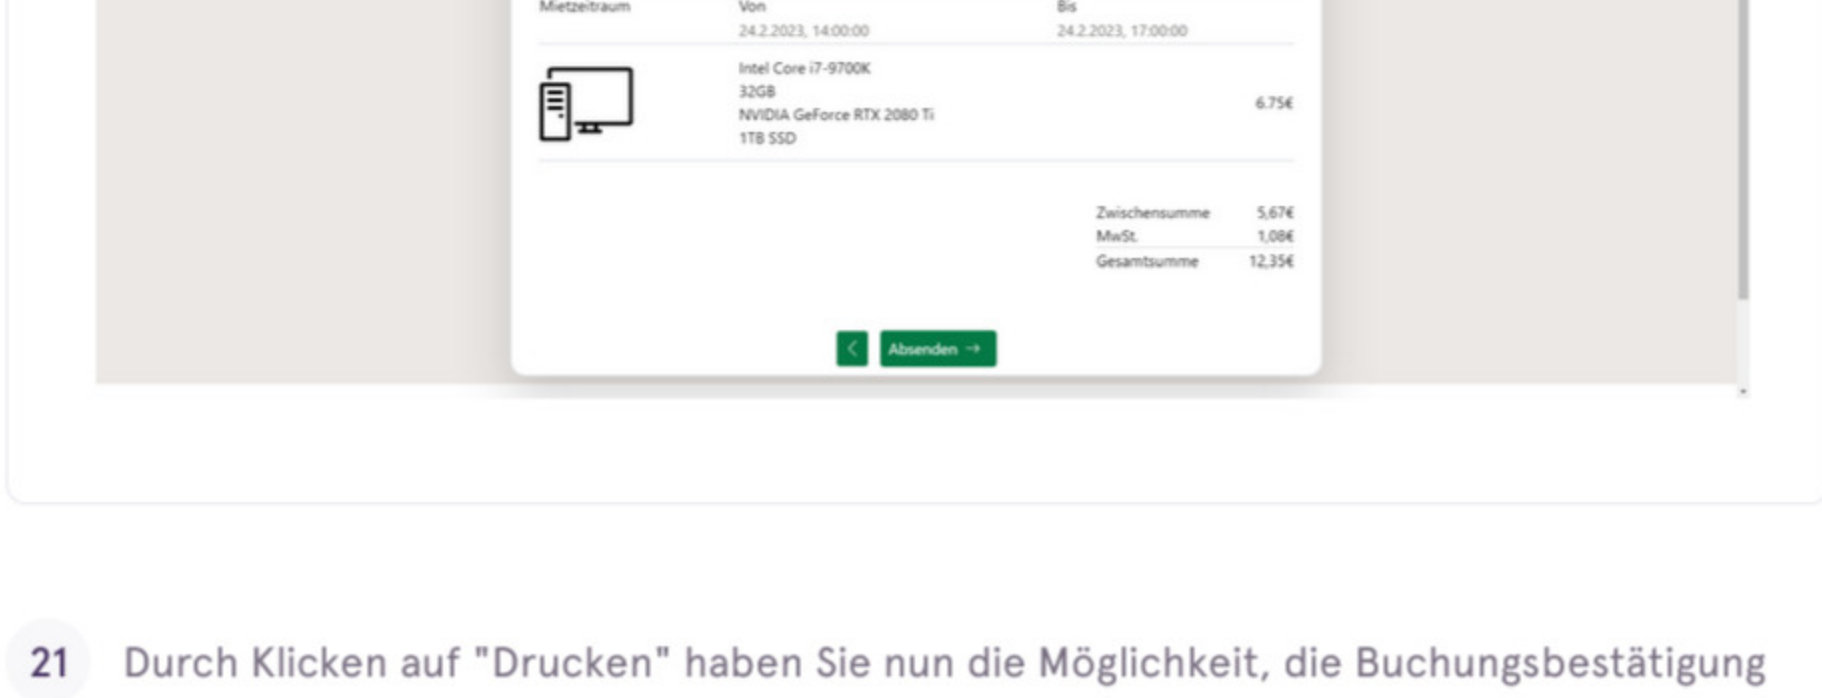 Mietzeitraum Von Bis
24.2.2023, 14:00:00 24.2.2023, 17:00:00
Intel Core i7-9700K
32GB
6.75€
NVIDIA GeForce RTX 2080 Ti
1TB SSD
Zwischensumme 5,67€
MwSt. 1,08€
Gesamtsumme 12,35€
< Absenden →
21 Durch Klicken auf "Drucken" haben Sie nun die Möglichkeit, die Buchungsbestätigung